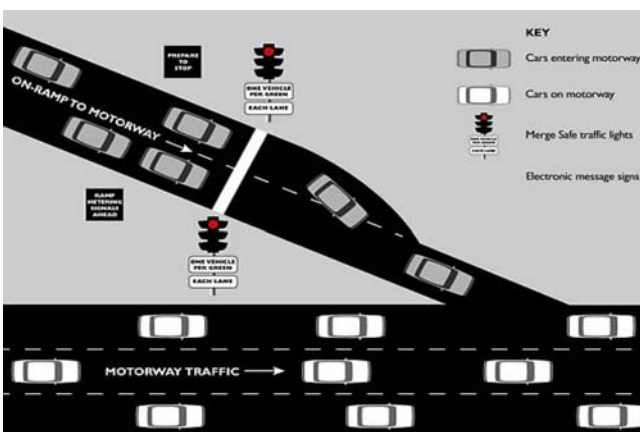 KEY
Cars entering motorway
Cars on motorway
Merge Safe traffic lights
Electronic message signs
PREPARE
TO
STOP
ONE VEHICLE
PER GREEN
EACH LANE
ON-RAMP TO MOTORWAY
RAMP
METERING
SIGNALS
AHEAD
ONE VEHICLE
PER GREEN
EACH LANE
MOTORWAY TRAFFIC